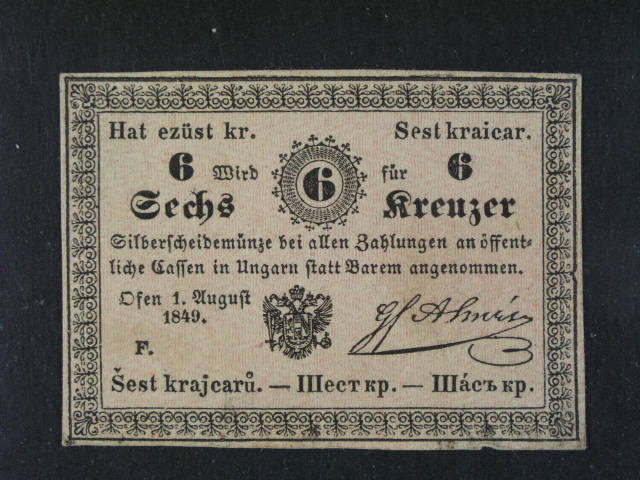 Hat ezüst kr. Sest kraicar.
6 Wird 6 für 6
Sechs Kreuzer
Silberscheidemünze bei allen Zahlungen an öffent-
liche Cassen in Ungarn statt Barem angenommen.
Ofen 1. August
1849.
F.
Šest krajcarů. — Шест кр. — Шáсъ кр.